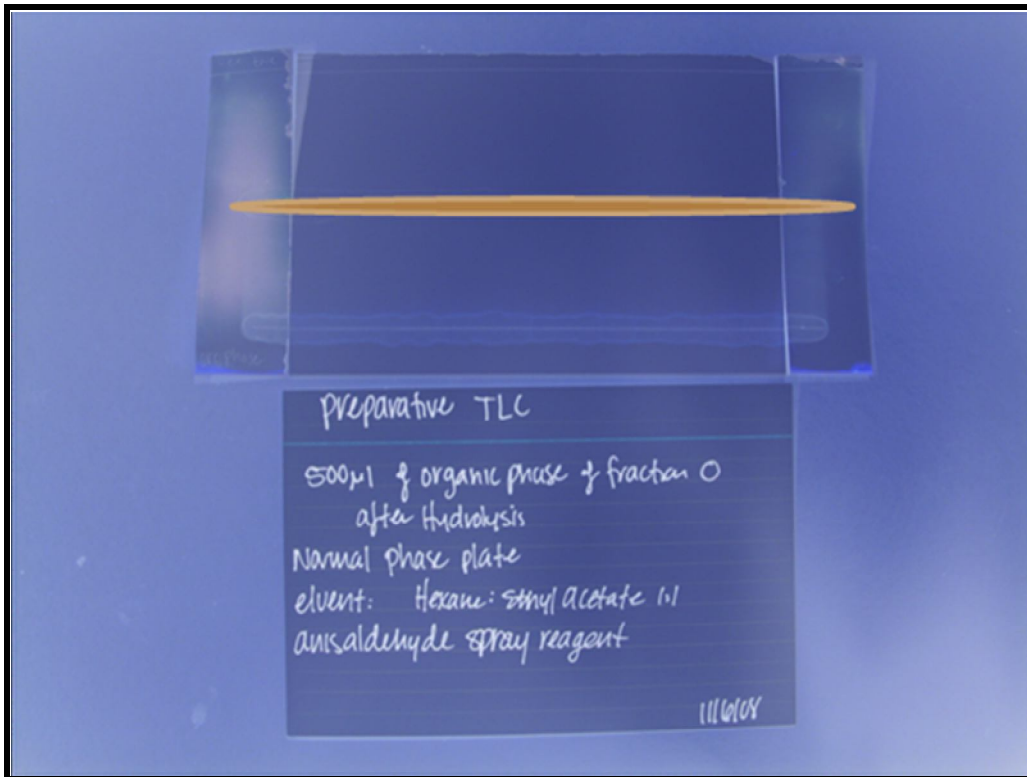 preparative TLC
500µl of organic phase of fraction O
after Hydrolysis
Normal phase plate
eluent: Hexane: Ethyl acetate 1:1
anisaldehyde spray reagent
11/6/08